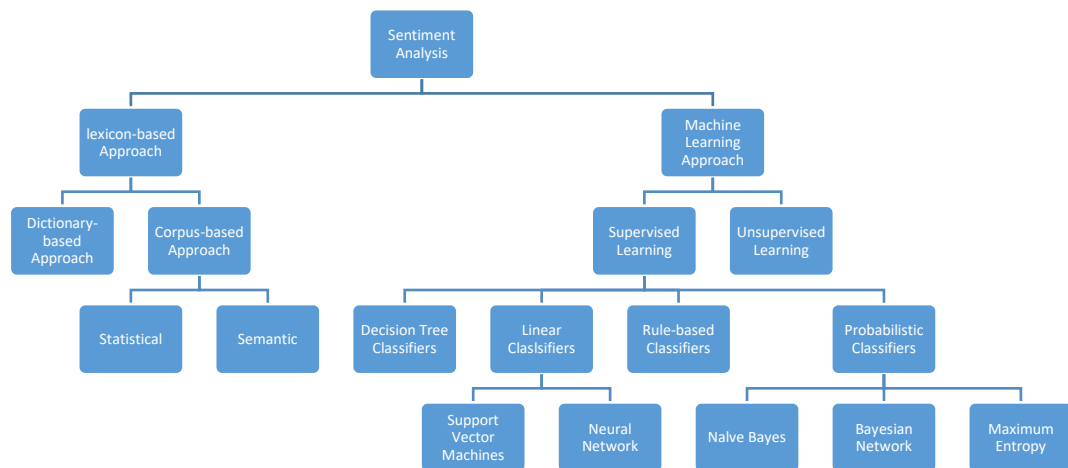 Sentiment
Analysis
lexicon-based
Approach
Machine
Learning
Approach
Dictionary-
based
Approach
Corpus-based
Approach
Supervised
Learning
Unsupervised
Learning
Statistical
Semantic
Decision Tree
Classifiers
Linear
Claslsifiers
Rule-based
Classifiers
Probabilistic
Classifiers
Support
Vector
Machines
Neural
Network
Nalve Bayes
Bayesian
Network
Maximum
Entropy